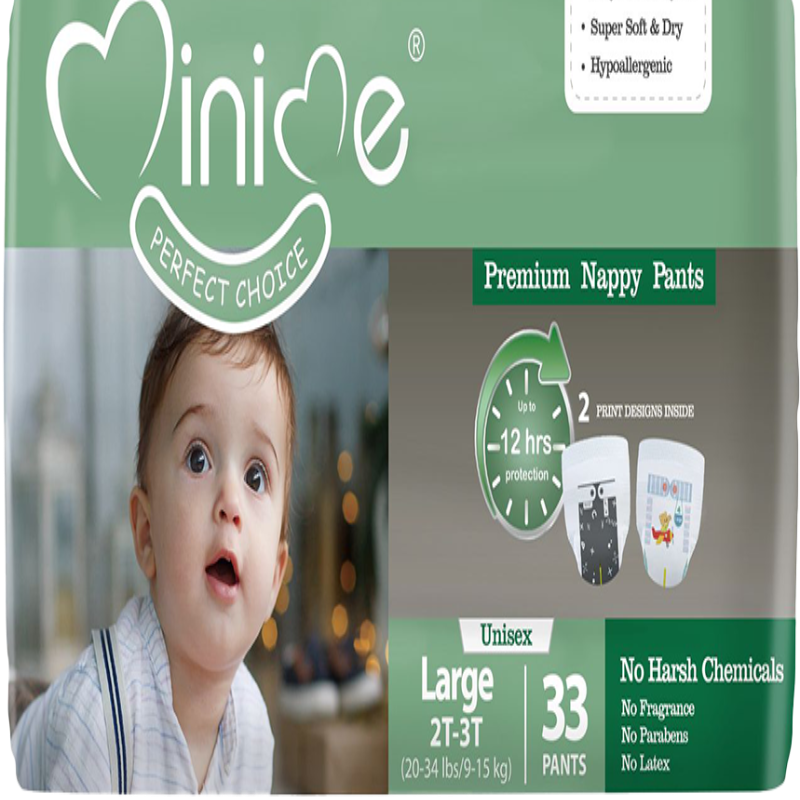 • Super Soft & Dry
• Hypoallergenic
MiniMe®
PERFECT CHOICE
Premium Nappy Pants
Up to
12 hrs
protection
2 PRINT DESIGNS INSIDE
Unisex
Large
2T-3T
(20-34 lbs/9-15 kg)
33
PANTS
No Harsh Chemicals
No Fragrance
No Parabens
No Latex